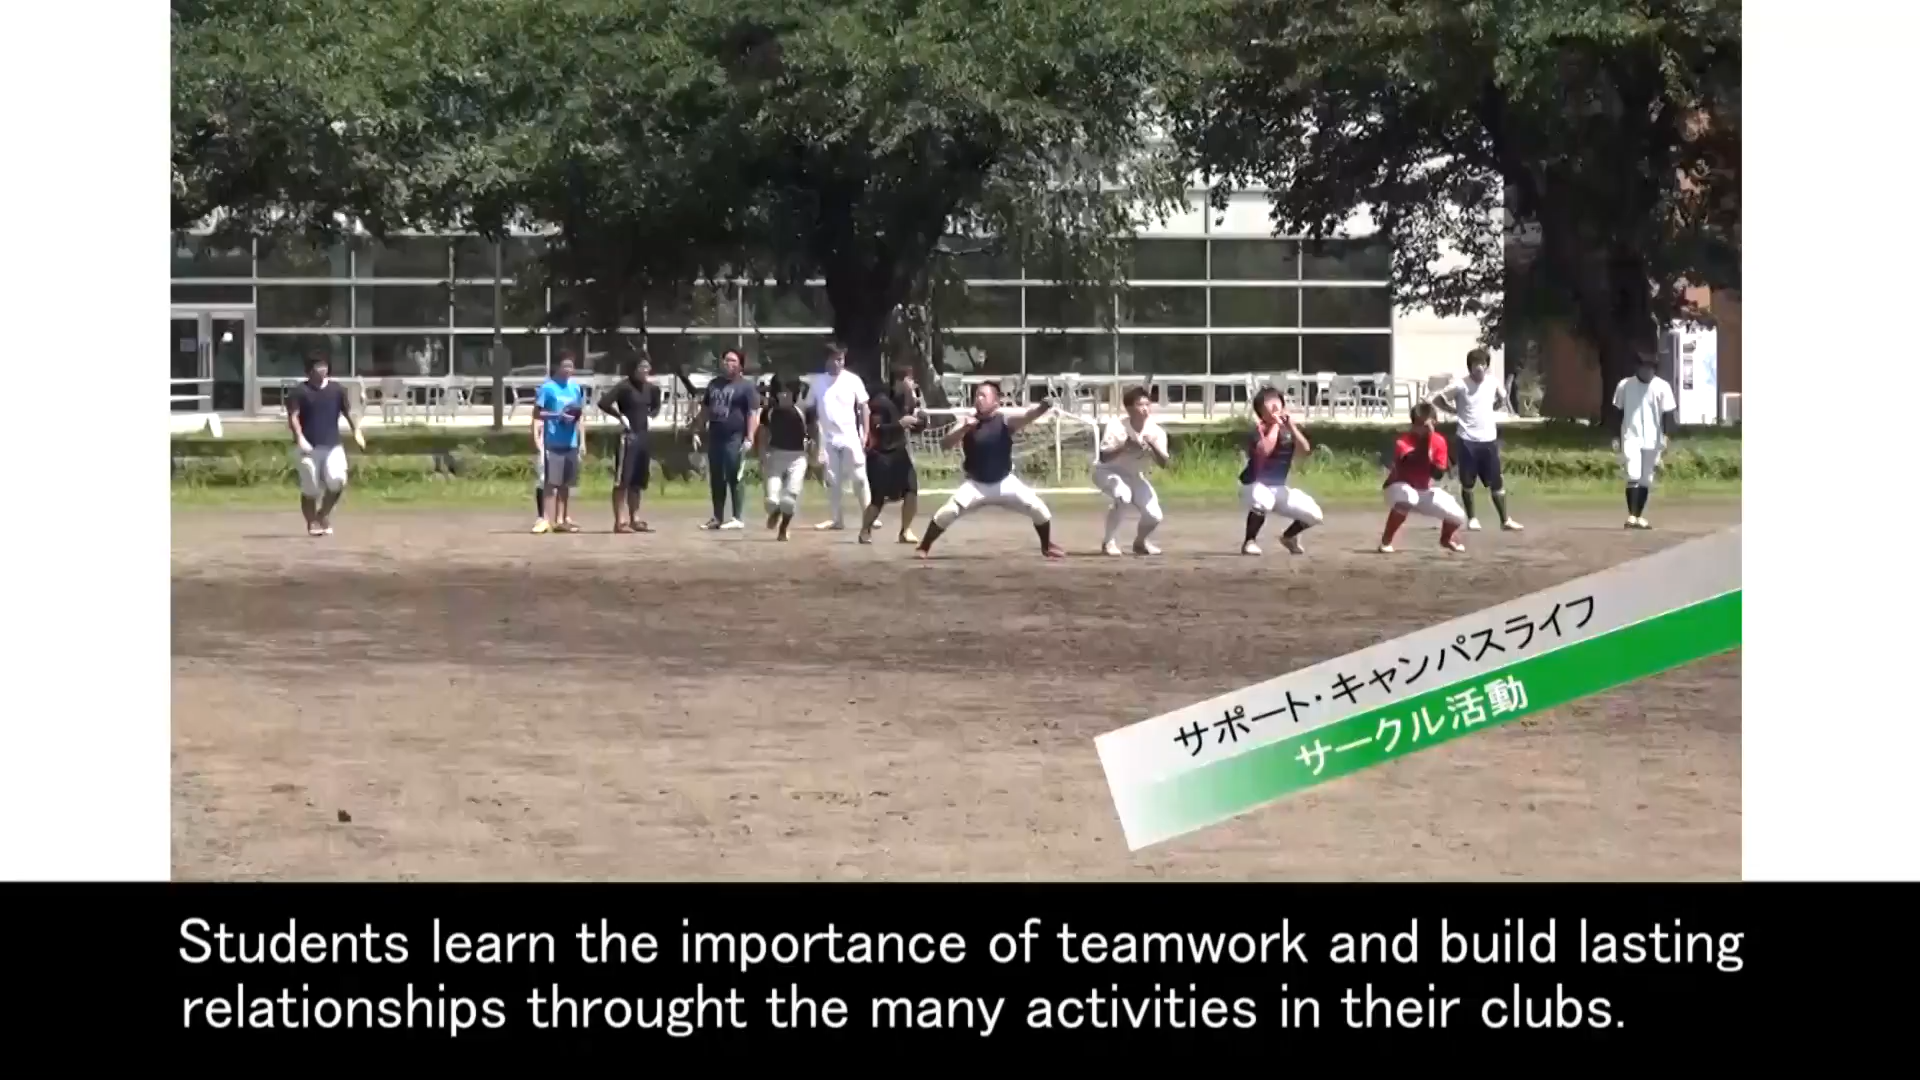 サポート・キャンパスライフ
サークル活動
Students learn the importance of teamwork and build lasting
relationships throught the many activities in their clubs.